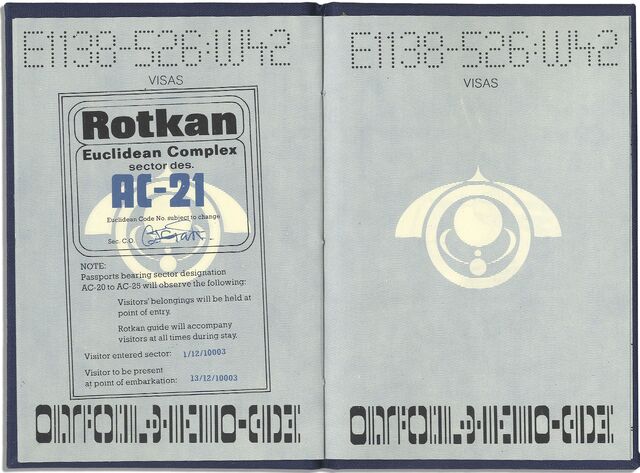 E1138-526:W42
VISAS
Rotkan
Euclidean Complex
sector des.
AC-21
Euclidean Code No. subject to change
Sec. C.O.
NOTE:
Passports bearing sector designation
AC-20 to AC-25 will observe the following:
Visitors' belongings will be held at
point of entry.
Rotkan guide will accompany
visitors at all times during stay.
Visitor entered sector: 1/12/10003
Visitor to be present
at point of embarkation: 13/12/10003
E1138-526:W42
VISAS